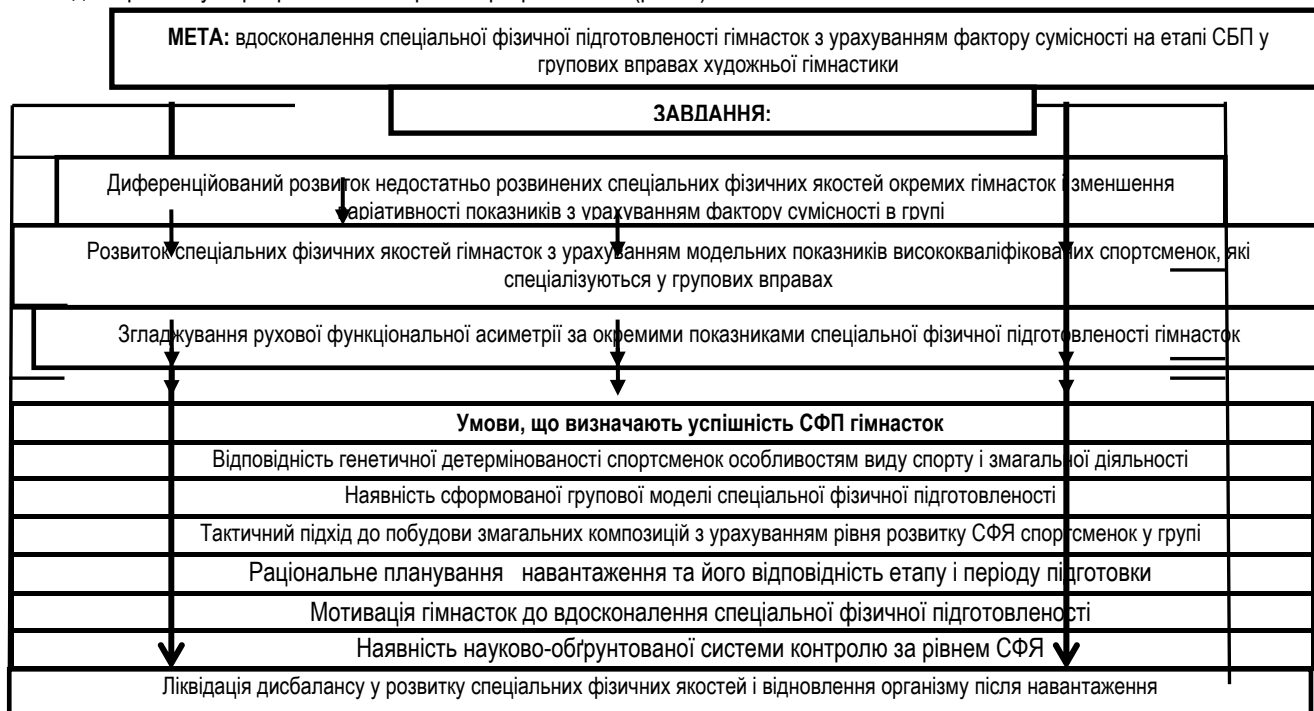 МЕТА: вдосконалення спеціальної фізичної підготовленості гімнасток з урахуванням фактору сумісності на етапі СБП у
групових вправах художньої гімнастики
ЗАВДАННЯ:
Диференційований розвиток недостатньо розвинених спеціальних фізичних якостей окремих гімнасток і зменшення
варіативності показників з урахуванням фактору сумісності в групі
Розвиток спеціальних фізичних якостей гімнасток з урахуванням модельних показників висококваліфікованих спортсменок, які
спеціалізуються у групових вправах
Згладжування рухової функціональної асиметрії за окремими показниками спеціальної фізичної підготовленості гімнасток
Умови, що визначають успішність СФП гімнасток
Відповідність генетичної детермінованості спортсменок особливостям виду спорту і змагальної діяльності
Наявність сформованої групової моделі спеціальної фізичної підготовленості
Тактичний підхід до побудови змагальних композицій з урахуванням рівня розвитку СФЯ спортсменок у групі
Раціональне планування навантаження та його відповідність етапу і періоду підготовки
Мотивація гімнасток до вдосконалення спеціальної фізичної підготовленості
Наявність науково-обґрунтованої системи контролю за рівнем СФЯ
Ліквідація дисбалансу у розвитку спеціальних фізичних якостей і відновлення організму після навантаження